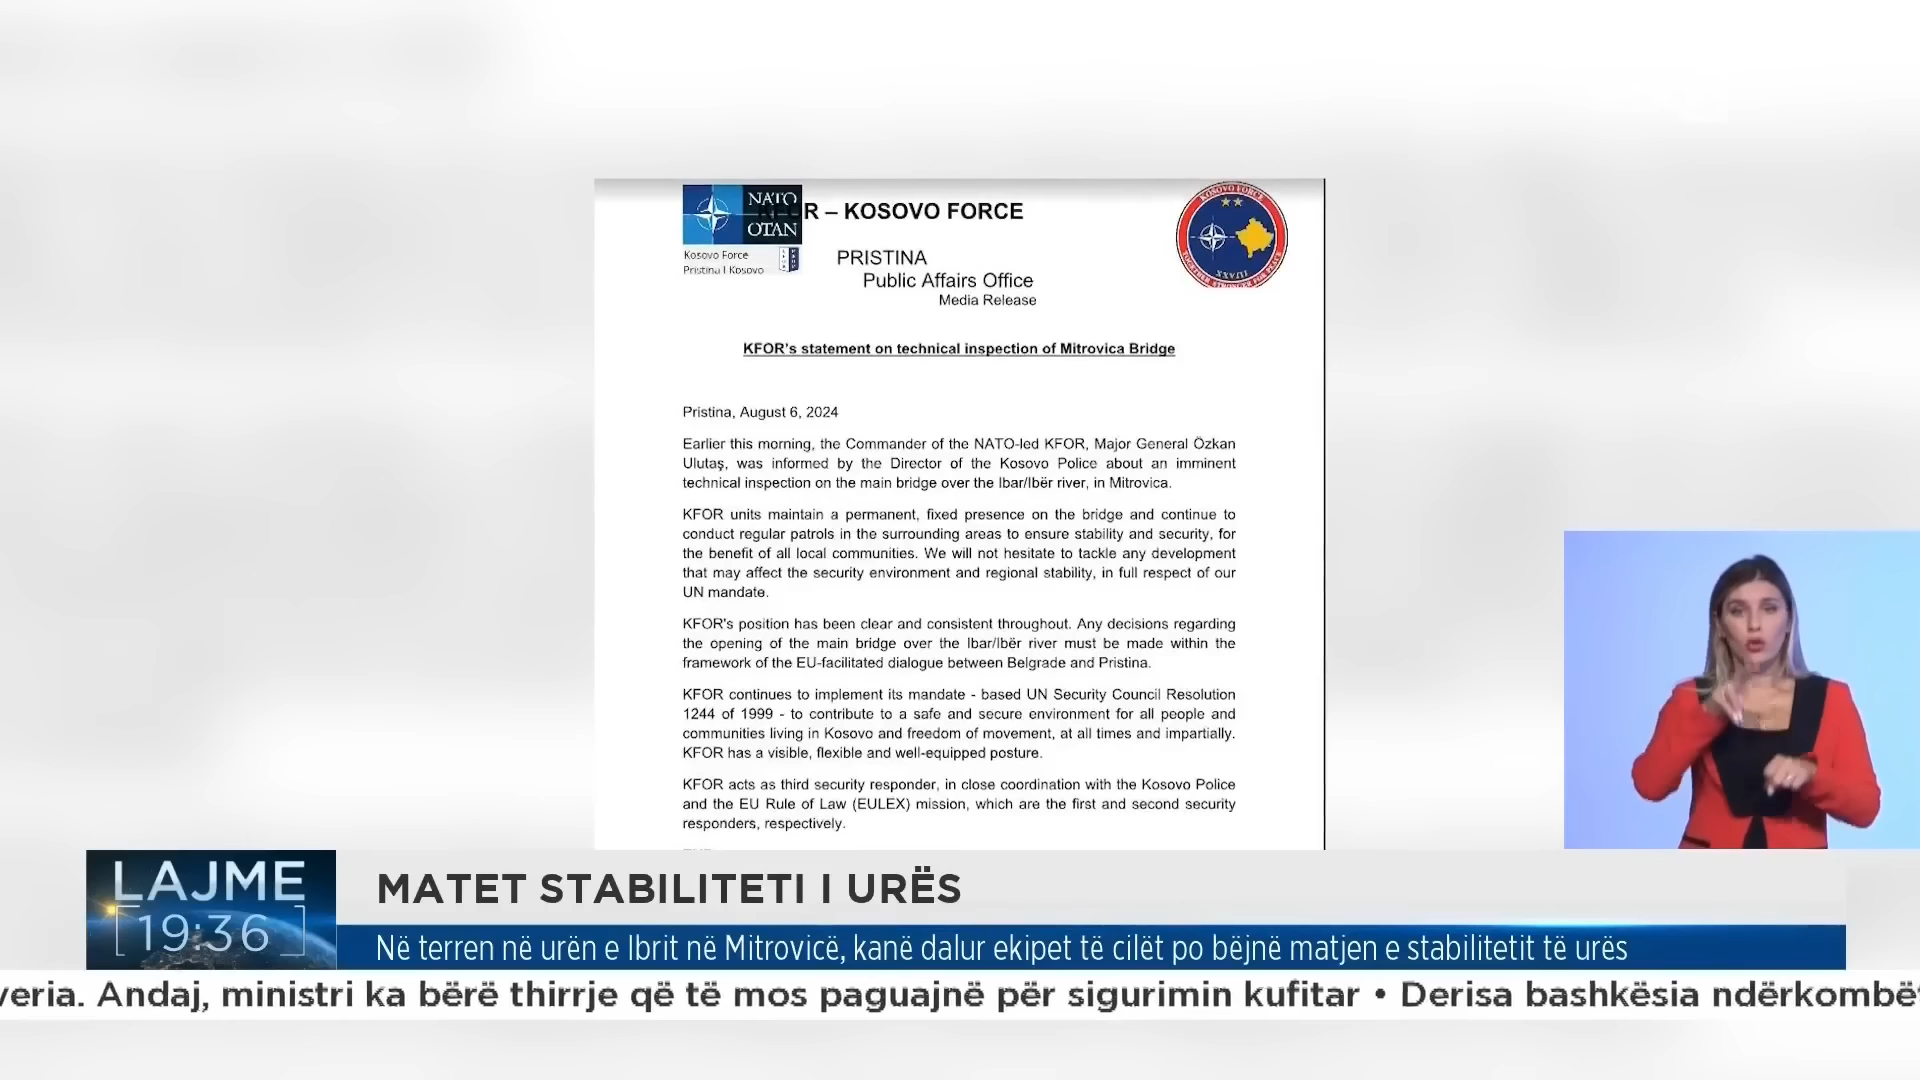 NATO
OTAN
KFOR – KOSOVO FORCE
KOSOVO FORCE
Kosovo Force
Pristina I Kosovo
PRISTINA
Public Affairs Office
Media Release
KFOR's statement on technical inspection of Mitrovica Bridge
Pristina, August 6, 2024
Earlier this morning, the Commander of the NATO-led KFOR, Major General Özkan
Ulutaş, was informed by the Director of the Kosovo Police about an imminent
technical inspection on the main bridge over the Ibar/Ibër river, in Mitrovica.
KFOR units maintain a permanent, fixed presence on the bridge and continue to
conduct regular patrols in the surrounding areas to ensure stability and security, for
the benefit of all local communities. We will not hesitate to tackle any development
that may affect the security environment and regional stability, in full respect of our
UN mandate.
KFOR's position has been clear and consistent throughout. Any decisions regarding
the opening of the main bridge over the Ibar/Ibër river must be made within the
framework of the EU-facilitated dialogue between Belgrade and Pristina.
KFOR continues to implement its mandate - based UN Security Council Resolution
1244 of 1999 - to contribute to a safe and secure environment for all people and
communities living in Kosovo and freedom of movement, at all times and impartially.
KFOR has a visible, flexible and well-equipped posture.
KFOR acts as third security responder, in close coordination with the Kosovo Police
and the EU Rule of Law (EULEX) mission, which are the first and second security
responders, respectively.
LAJME
19:36
MATET STABILITETI I URËS
Në terren në urën e Ibrit në Mitrovicë, kanë dalur ekipet të cilët po bëjnë matjen e stabilitetit të urës
veria. Andaj, ministri ka bërë thirrje që të mos paguajnë për sigurimin kufitar • Derisa bashkësia ndërkombët